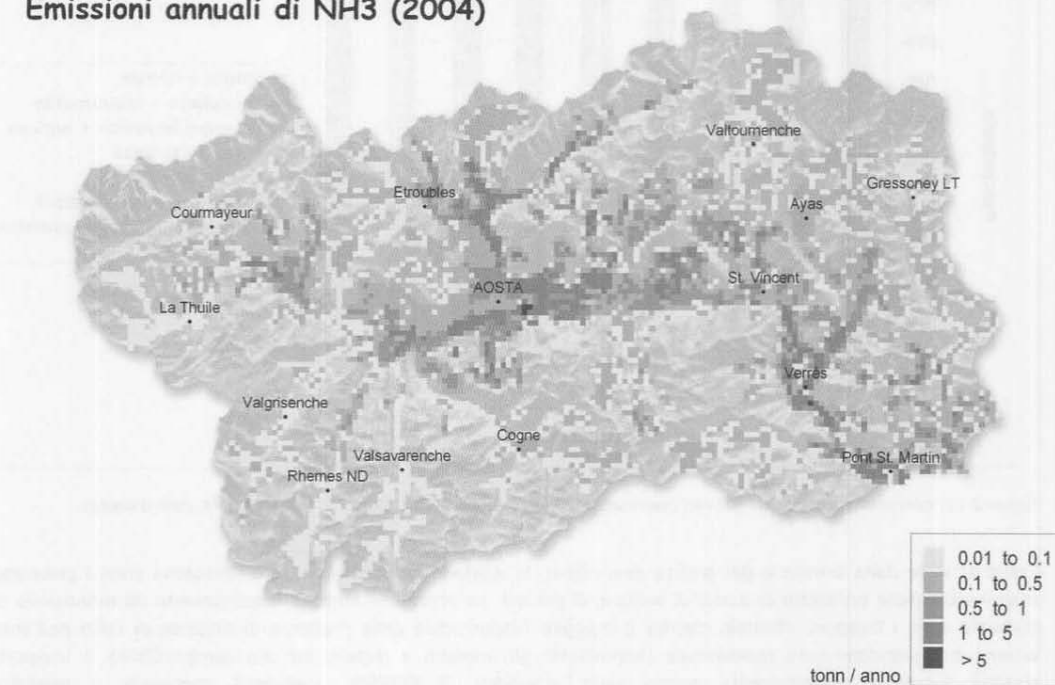 Emissioni annuali di NH3 (2004)
Valtournenche
Gressoney LT
Etroubles
Ayas
Courmayeur
St. Vincent
AOSTA
La Thuile
Verrès
Valgrisenche
Cogne
Valsavarenche
Pont St. Martin
Rhemes ND
0.01 to 0.1
0.1 to 0.5
0.5 to 1
1 to 5
> 5
tonn / anno